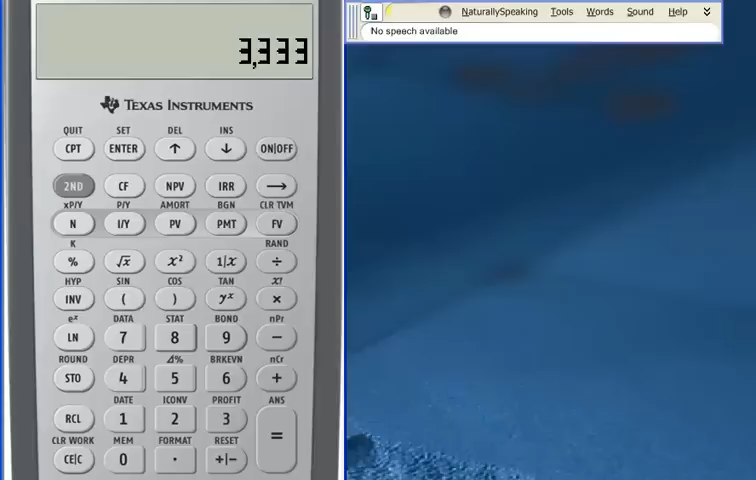 NaturallySpeaking Tools Words Sound Help
No speech available
3,333
TEXAS INSTRUMENTS
QUIT SET DEL INS
CPT ENTER ↑ ↓ ON|OFF
2ND CF NPV IRR →
xP/Y P/Y AMORT BGN CLR TVM
N I/Y PV PMT FV
K RAND
% √x x² 1/x ÷
HYP SIN COS TAN x!
INV ( ) yˣ ×
eˣ DATA STAT BOND nPr
LN 7 8 9 −
ROUND DEPR Δ% BRKEVN nCr
STO 4 5 6 +
DATE ICONV PROFIT ANS
RCL 1 2 3 =
CLR WORK MEM FORMAT RESET
CE|C 0 . +|−